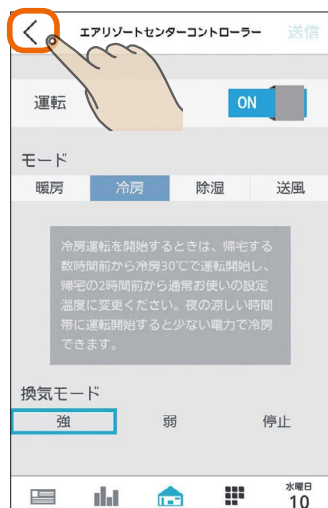 エアリゾートセンターコントローラー 送信
運転 ON
モード
暖房 冷房 除湿 送風
冷房運転を開始するときは、帰宅する
数時間前から冷房30℃で運転開始し、
帰宅の2時間前から通常お使いの設定
温度に変更ください。夜の涼しい時間
帯に運転開始すると少ない電力で冷房
できます。
換気モード
強 弱 停止
水曜日
10